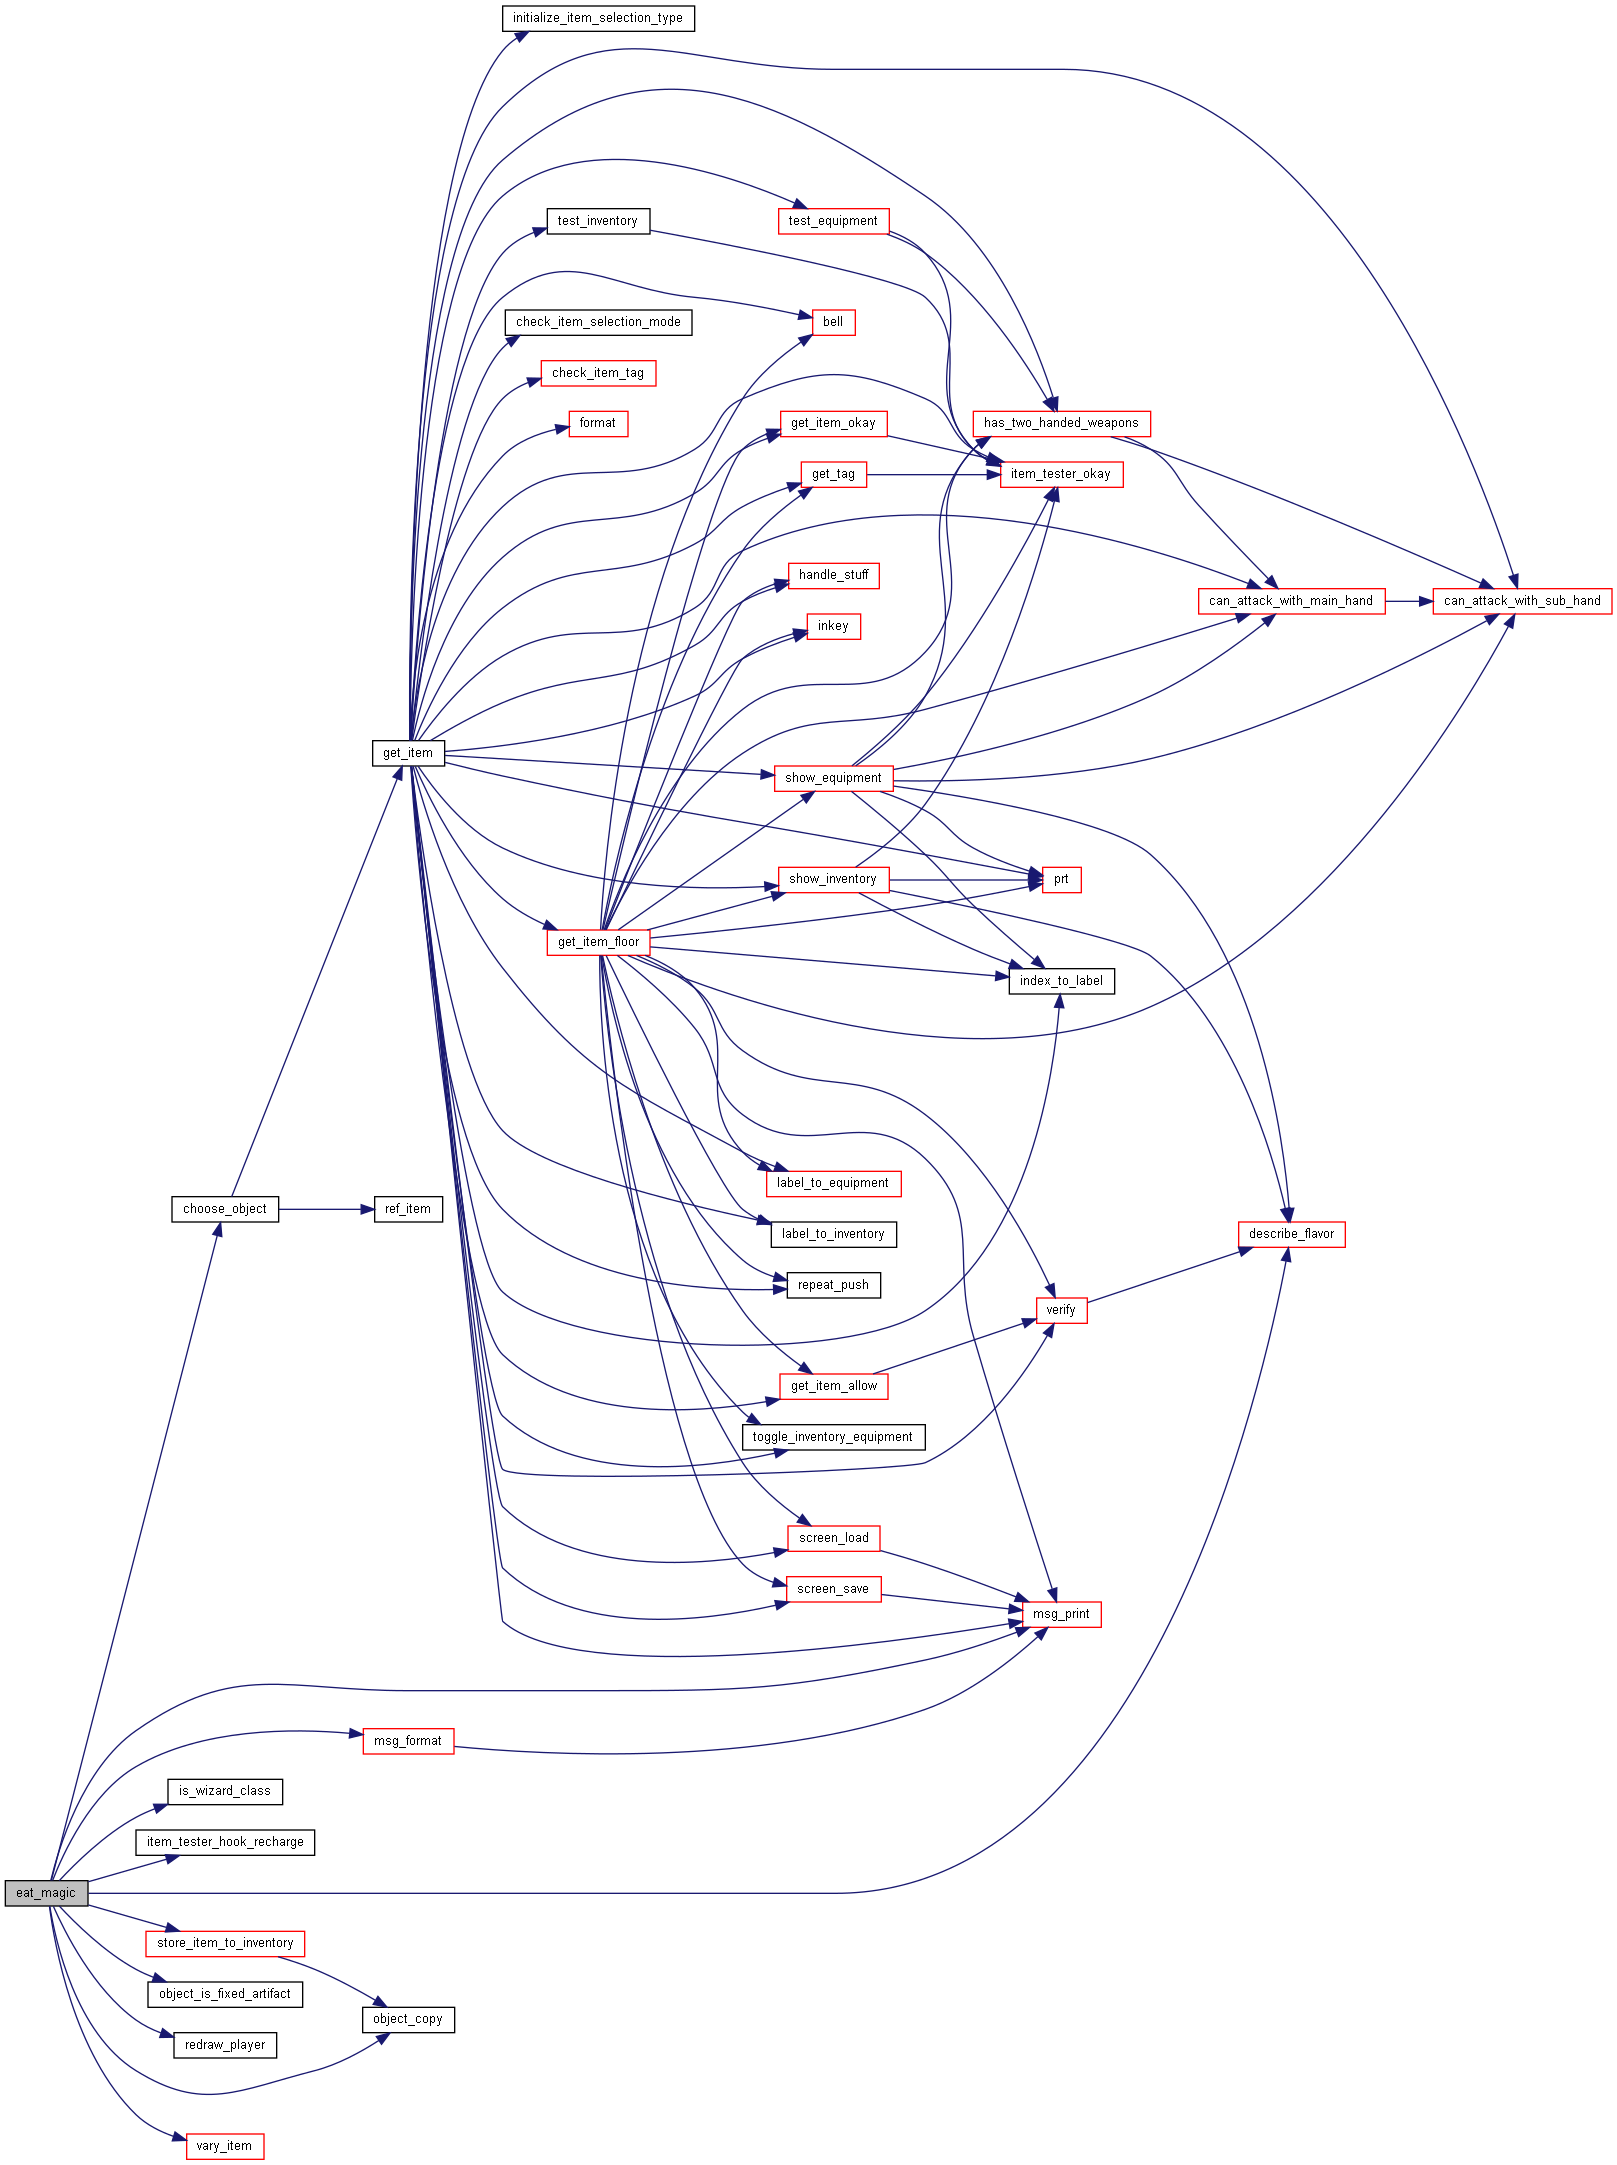 initialize_item_selection_type
test_inventory
test_equipment
check_item_selection_mode
bell
check_item_tag
format
get_item_okay
has_two_handed_weapons
get_tag
item_tester_okay
handle_stuff
can_attack_with_main_hand
can_attack_with_sub_hand
inkey
get_item
show_equipment
show_inventory
prt
get_item_floor
index_to_label
label_to_equipment
choose_object
ref_item
label_to_inventory
describe_flavor
repeat_push
verify
get_item_allow
toggle_inventory_equipment
screen_load
screen_save
msg_print
msg_format
is_wizard_class
item_tester_hook_recharge
eat_magic
store_item_to_inventory
object_is_fixed_artifact
object_copy
redraw_player
vary_item